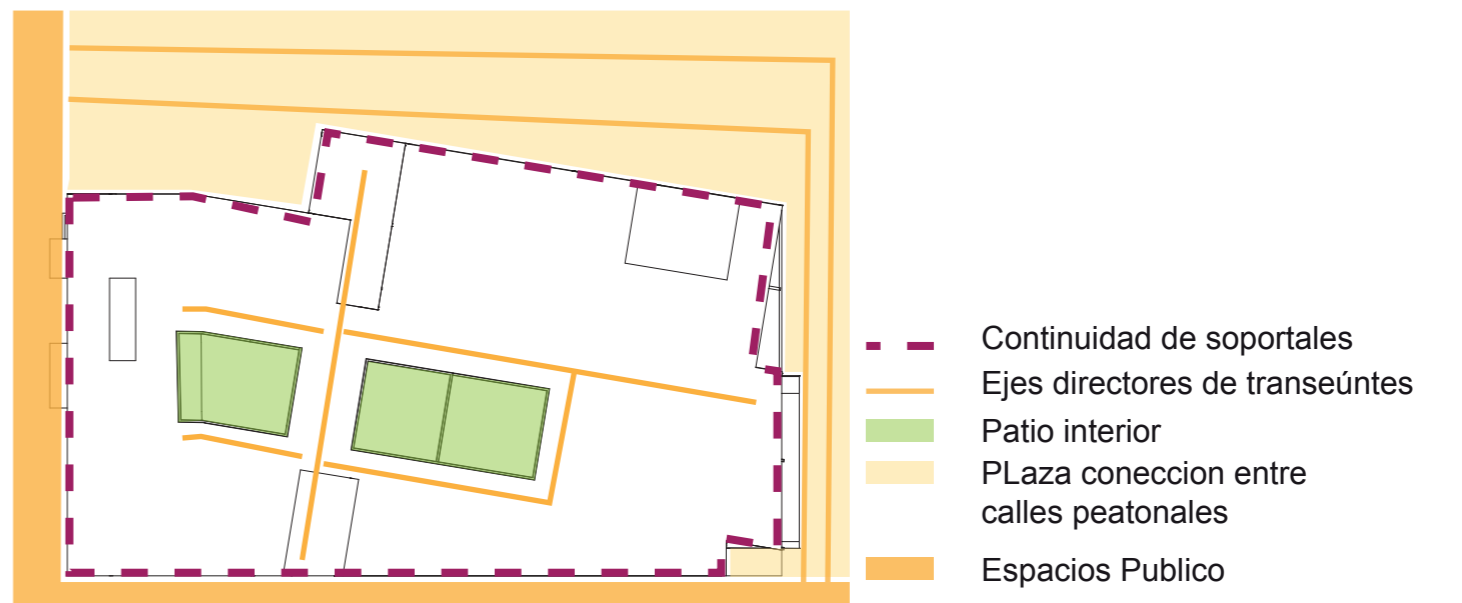 Continuidad de soportales
Ejes directores de transeúntes
Patio interior
PLaza coneccion entre
calles peatonales
Espacios Publico